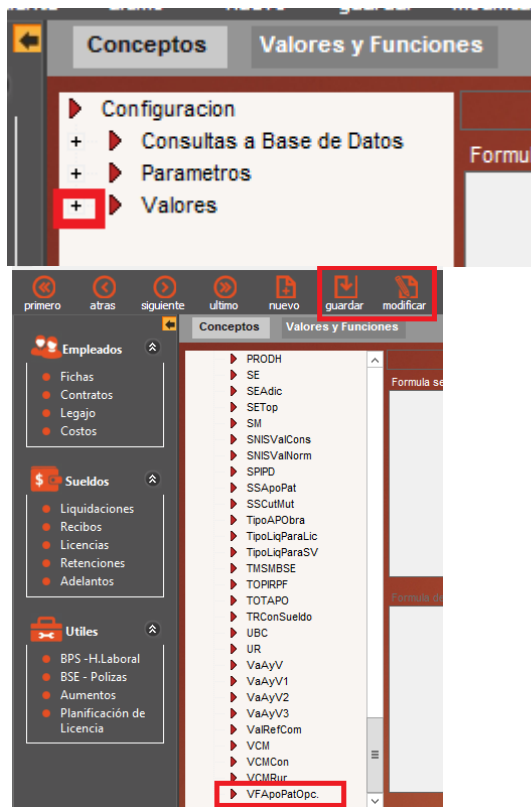 Conceptos Valores y Funciones
Configuracion
+ Consultas a Base de Datos
+ Parametros
+ Valores
Formu
primero atras siguiente ultimo nuevo guardar modificar
Conceptos Valores y Funciones
Empleados
Fichas
Contratos
Legajo
Costos
Sueldos
Liquidaciones
Recibos
Licencias
Retenciones
Adelantos
Utiles
BPS -H.Laboral
BSE - Polizas
Aumentos
Planificación de
Licencia
PRODH
SE
SEAdic
SETop
SM
SNISValCons
SNISValNorm
SPIPD
SSApoPat
SSCutMut
TipoAPObra
TipoLiqParaLic
TipoLiqParaSV
TMSMBSE
TOPIRPF
TOTAPO
TRConSueldo
UBC
UR
VaAyV
VaAyV1
VaAyV2
VaAyV3
ValRefCom
VCM
VCMCon
VCMRur
VFApoPatOpc.
Formula se
Formula de